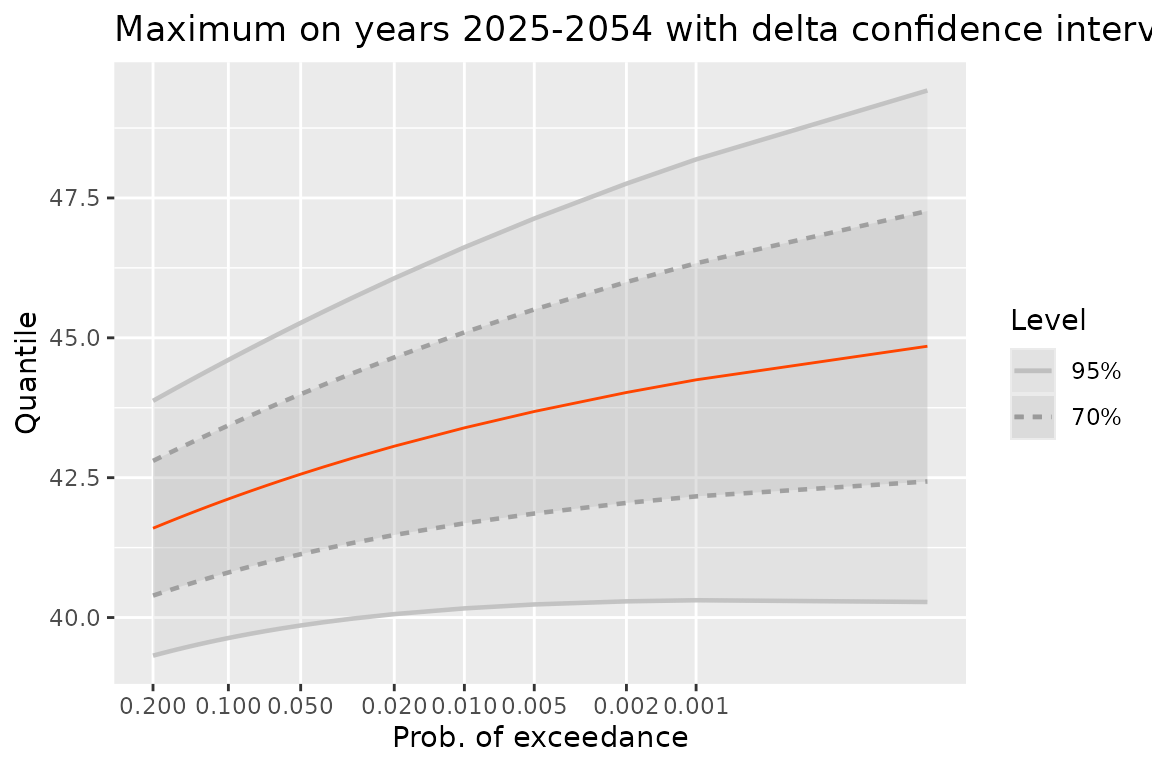 Maximum on years 2025-2054 with delta confidence interv
47.5
45.0
42.5
40.0
Quantile
0.200 0.100 0.050 0.020 0.010 0.005 0.002 0.001
Prob. of exceedance
Level
95%
70%